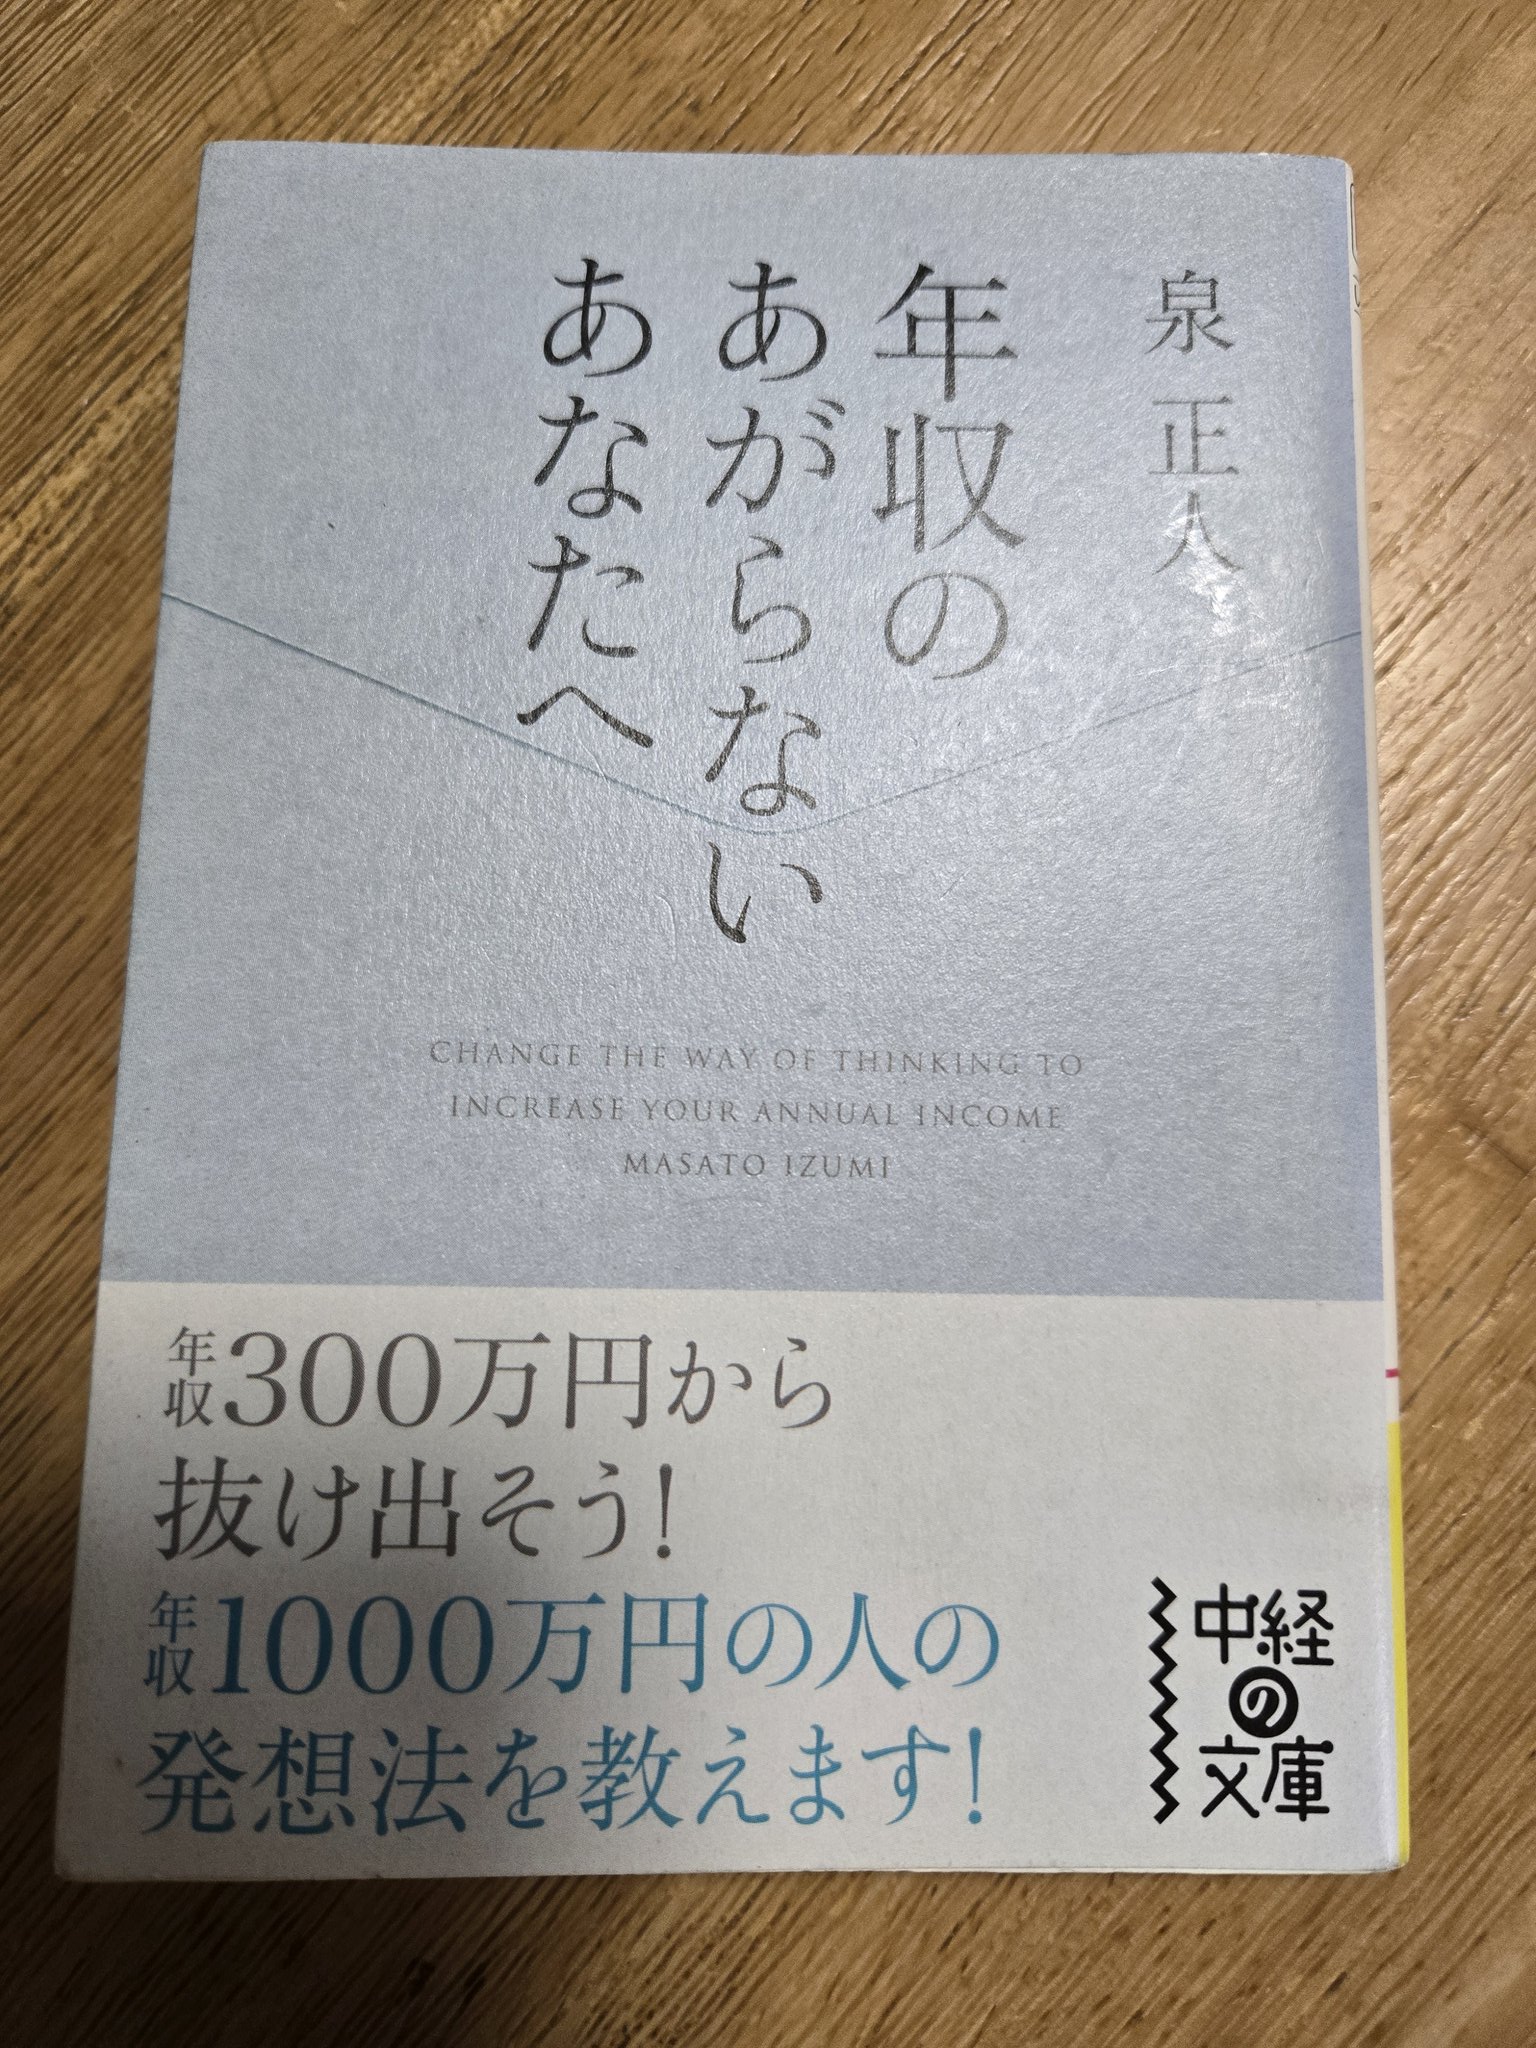 泉 正人
年収の
あがらない
あなたへ
CHANGE THE WAY OF THINKING TO
INCREASE YOUR ANNUAL INCOME
MASATO IZUMI
年収300万円から
抜け出そう！
年収1000万円の人の
発想法を教えます！
中経
の
文庫